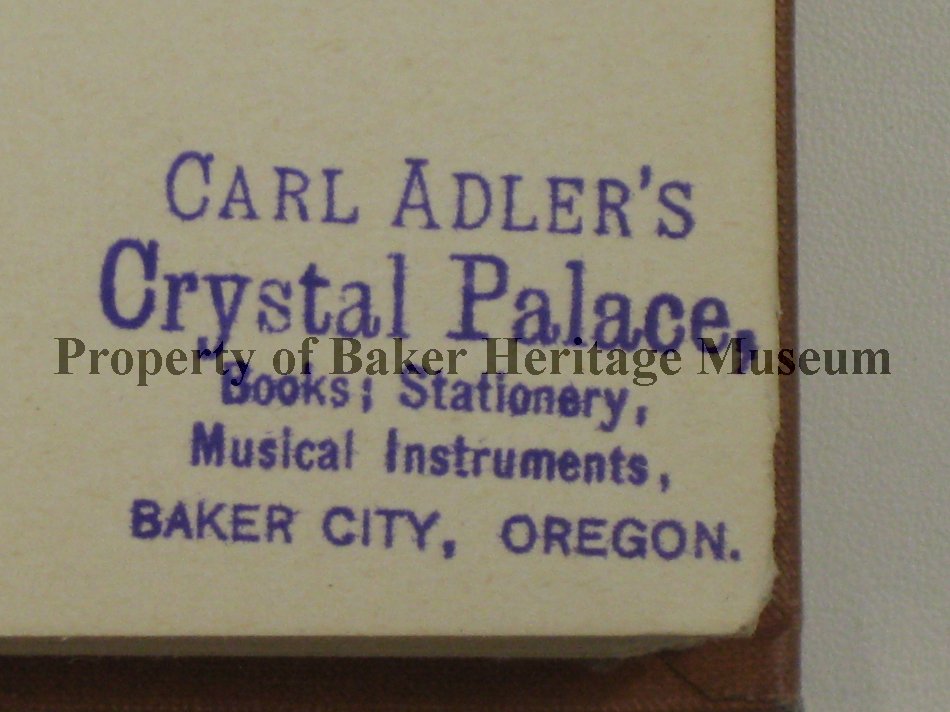 CARL ADLER'S
Crystal Palace,
Property of Baker Heritage Museum
Books; Stationery,
Musical Instruments,
BAKER CITY, OREGON.